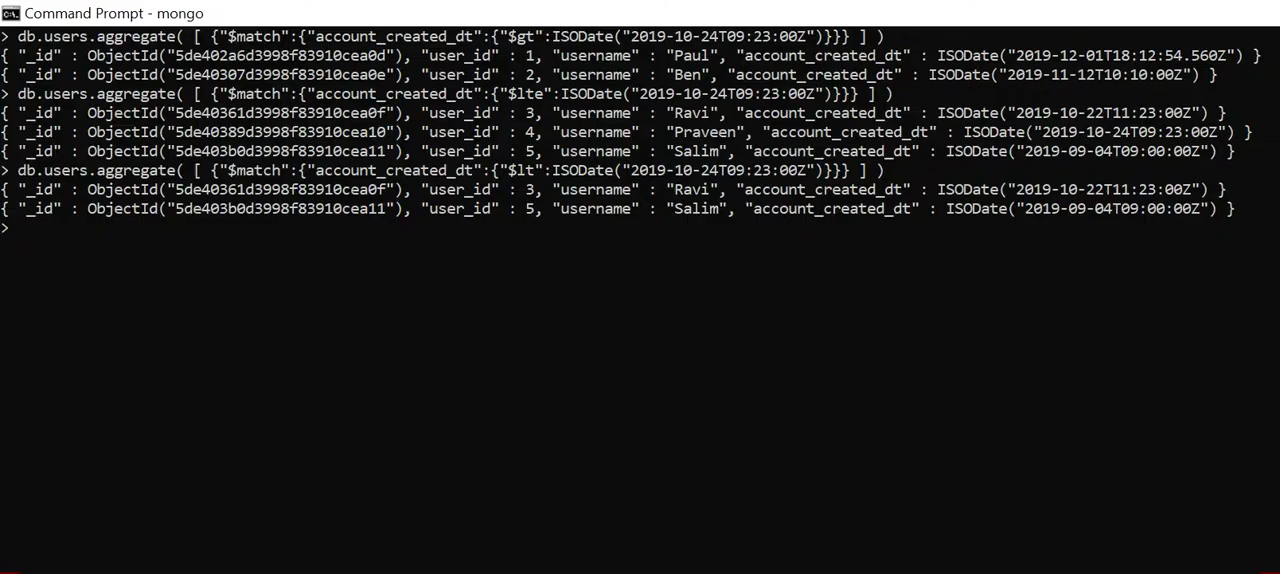 Command Prompt - mongo
> db.users.aggregate( [ {"$match":{"account_created_dt":{"$gt":ISODate("2019-10-24T09:23:00Z")}}} ] )
{ "_id" : ObjectId("5de402a6d3998f83910cea0d"), "user_id" : 1, "username" : "Paul", "account_created_dt" : ISODate("2019-12-01T18:12:54.560Z") }
{ "_id" : ObjectId("5de40307d3998f83910cea0e"), "user_id" : 2, "username" : "Ben", "account_created_dt" : ISODate("2019-11-12T10:10:00Z") }
> db.users.aggregate( [ {"$match":{"account_created_dt":{"$lte":ISODate("2019-10-24T09:23:00Z")}}} ] )
{ "_id" : ObjectId("5de40361d3998f83910cea0f"), "user_id" : 3, "username" : "Ravi", "account_created_dt" : ISODate("2019-10-22T11:23:00Z") }
{ "_id" : ObjectId("5de40389d3998f83910cea10"), "user_id" : 4, "username" : "Praveen", "account_created_dt" : ISODate("2019-10-24T09:23:00Z") }
{ "_id" : ObjectId("5de403b0d3998f83910cea11"), "user_id" : 5, "username" : "Salim", "account_created_dt" : ISODate("2019-09-04T09:00:00Z") }
> db.users.aggregate( [ {"$match":{"account_created_dt":{"$lt":ISODate("2019-10-24T09:23:00Z")}}} ] )
{ "_id" : ObjectId("5de40361d3998f83910cea0f"), "user_id" : 3, "username" : "Ravi", "account_created_dt" : ISODate("2019-10-22T11:23:00Z") }
{ "_id" : ObjectId("5de403b0d3998f83910cea11"), "user_id" : 5, "username" : "Salim", "account_created_dt" : ISODate("2019-09-04T09:00:00Z") }
>